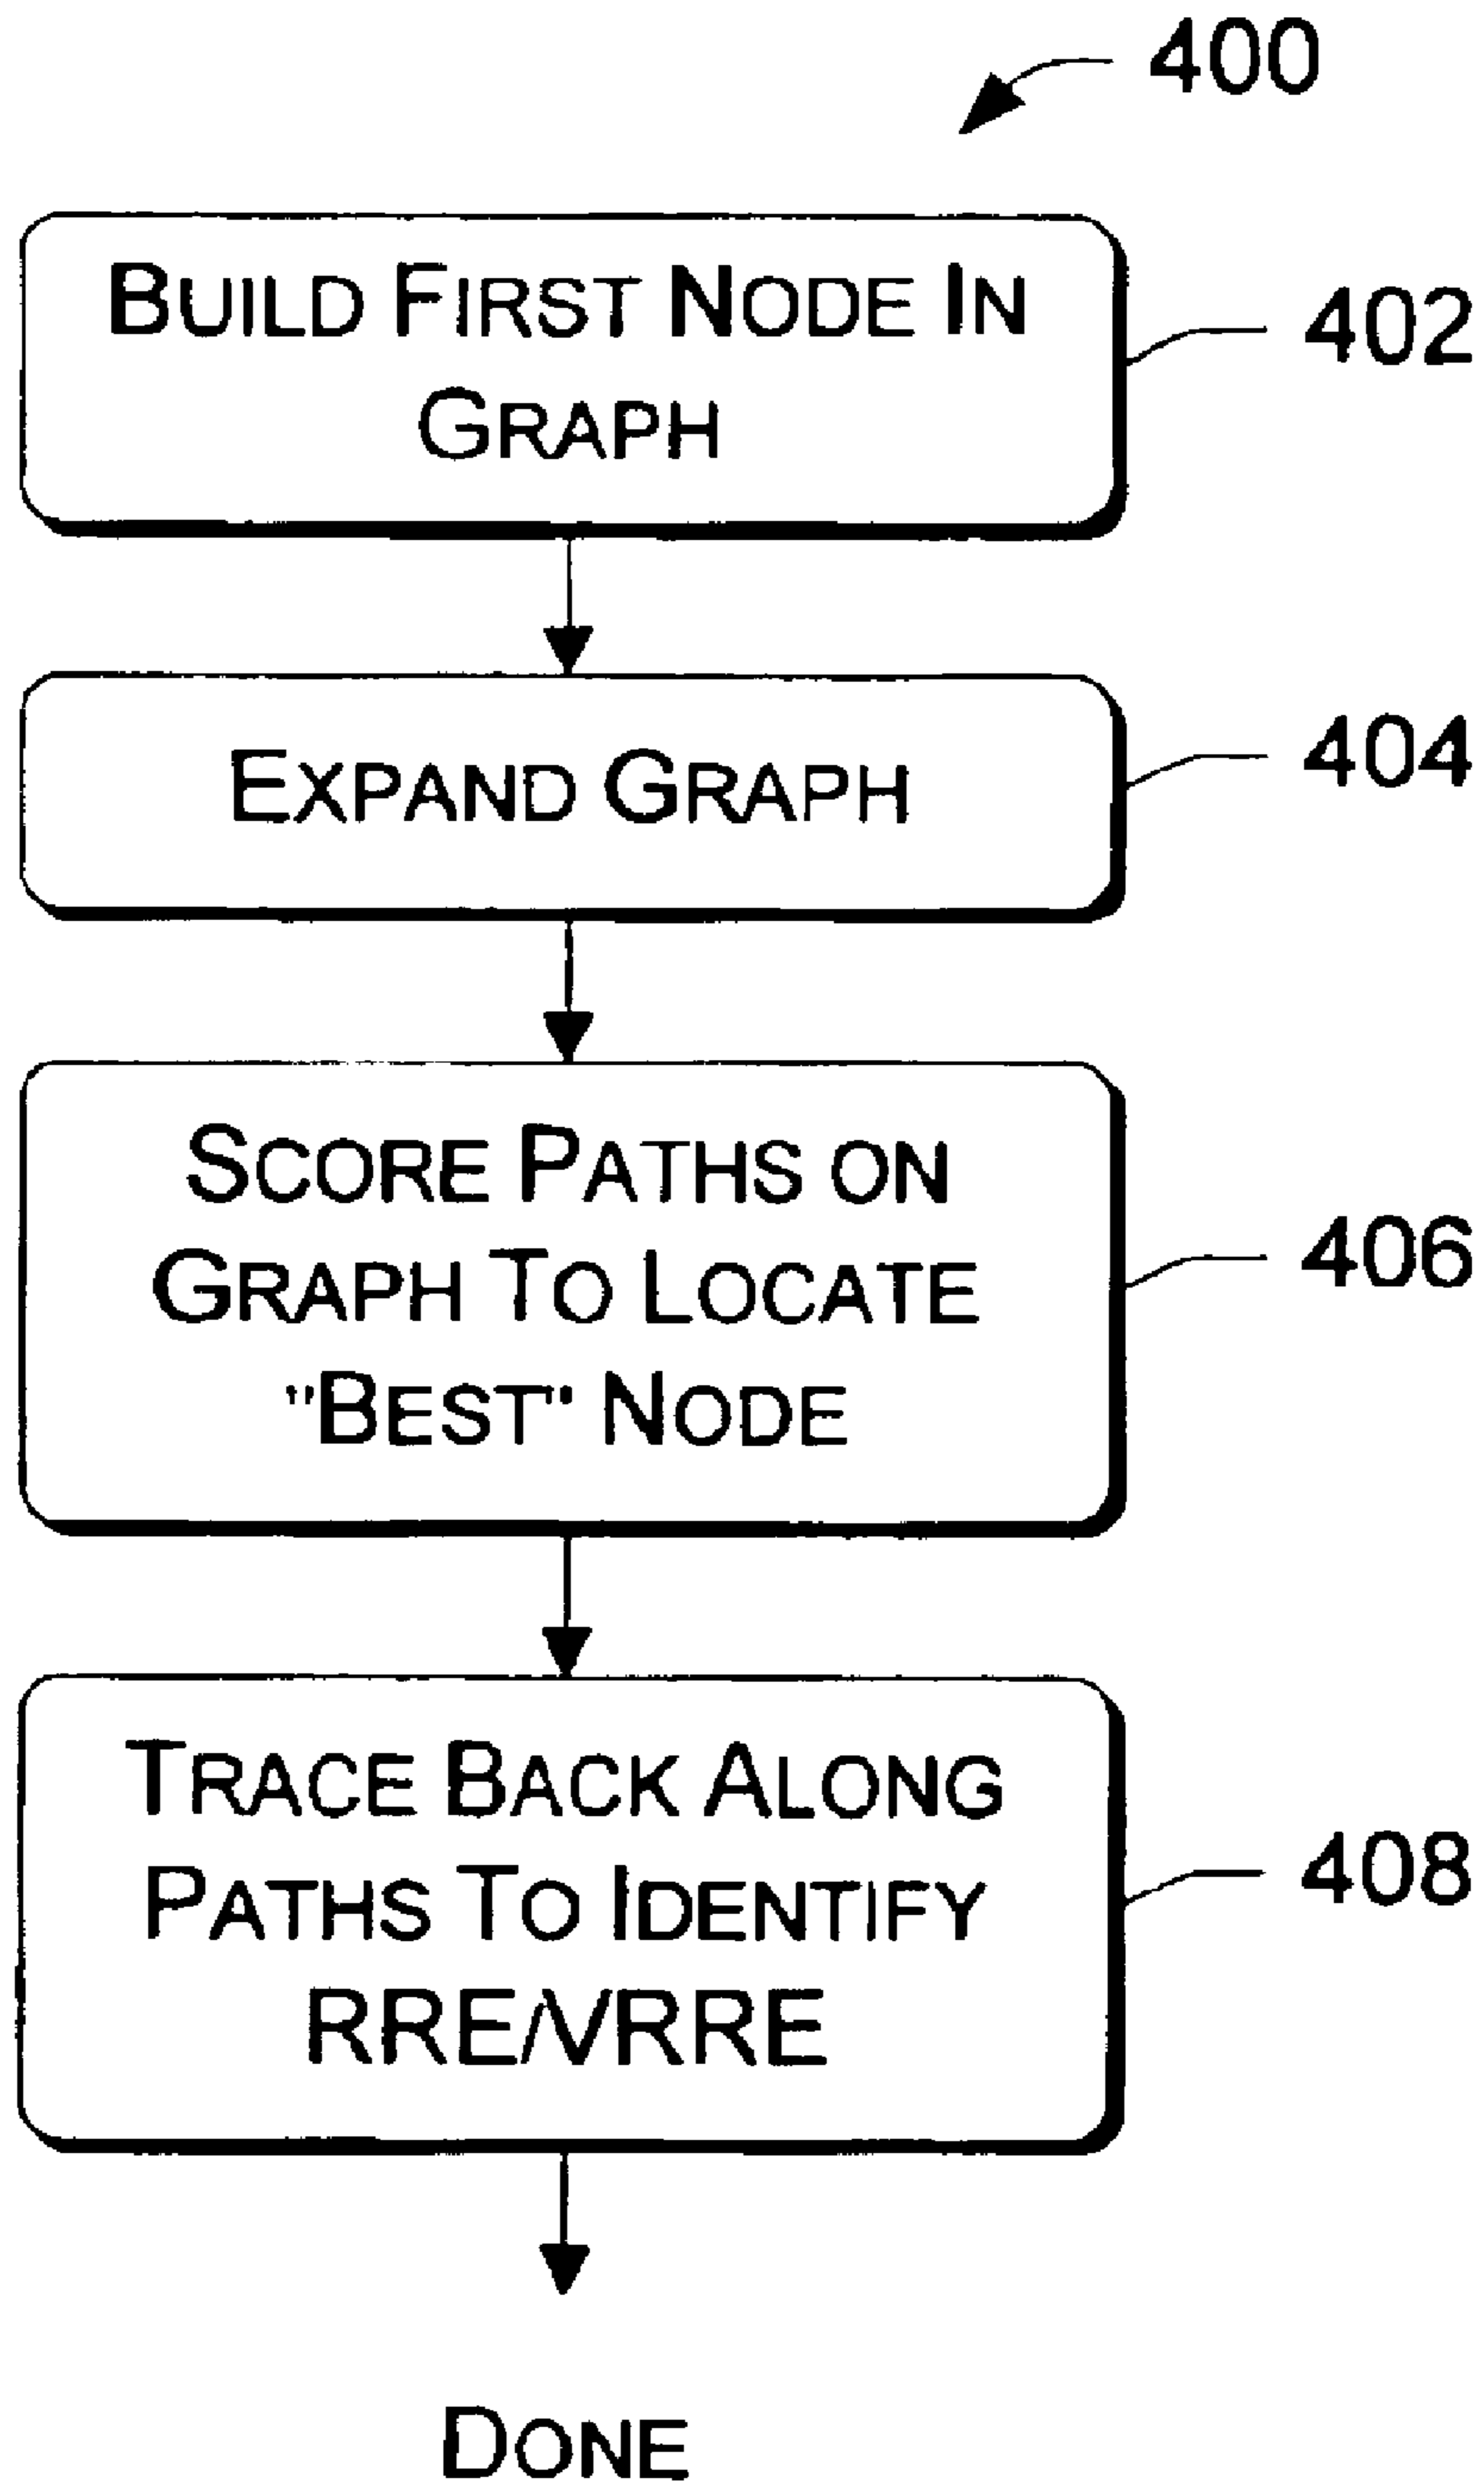 400
BUILD FIRST NODE IN
GRAPH
402
EXPAND GRAPH
404
SCORE PATHS ON
GRAPH TO LOCATE
"BEST" NODE
406
TRACE BACK ALONG
PATHS TO IDENTIFY
RRE/VRRE
408
DONE